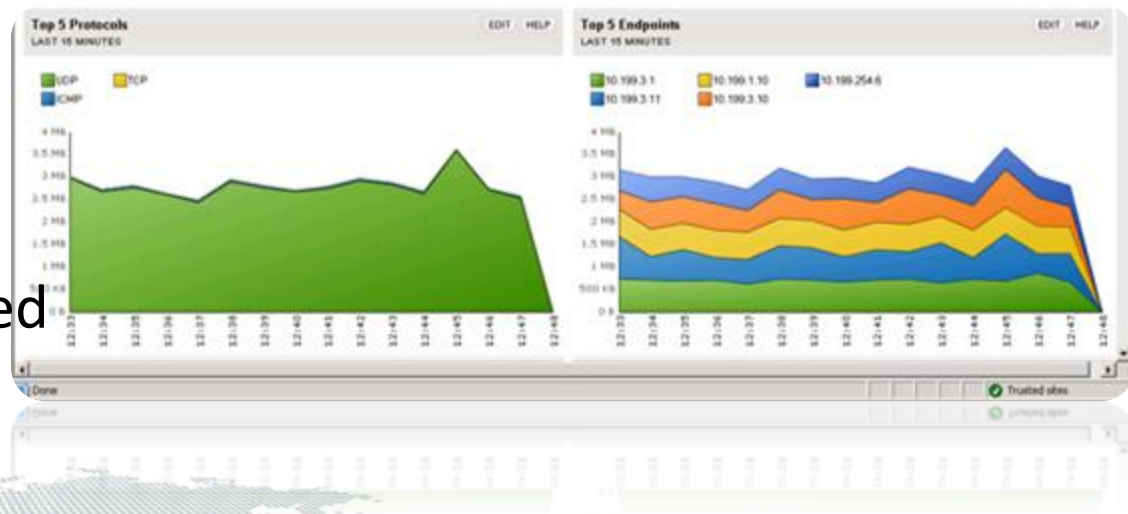 Top 5 Protocols
EDIT HELP
LAST 15 MINUTES
UDP TCP
ICMP
4 MB
3.5 MB
3 MB
2.5 MB
2 MB
1.5 MB
1 MB
500 KB
0 B
12:33 12:34 12:35 12:36 12:37 12:38 12:39 12:40 12:41 12:42 12:43 12:44 12:45 12:46 12:47 12:48
Top 5 Endpoints
EDIT HELP
LAST 15 MINUTES
10.199.3.1 10.199.1.10 10.199.254.6
10.199.3.11 10.199.3.10
4 MB
3.5 MB
3 MB
2.5 MB
2 MB
1.5 MB
1 MB
500 KB
0 B
12:33 12:34 12:35 12:36 12:37 12:38 12:39 12:40 12:41 12:42 12:43 12:44 12:45 12:46 12:47 12:48
ed
Done
Trusted sites